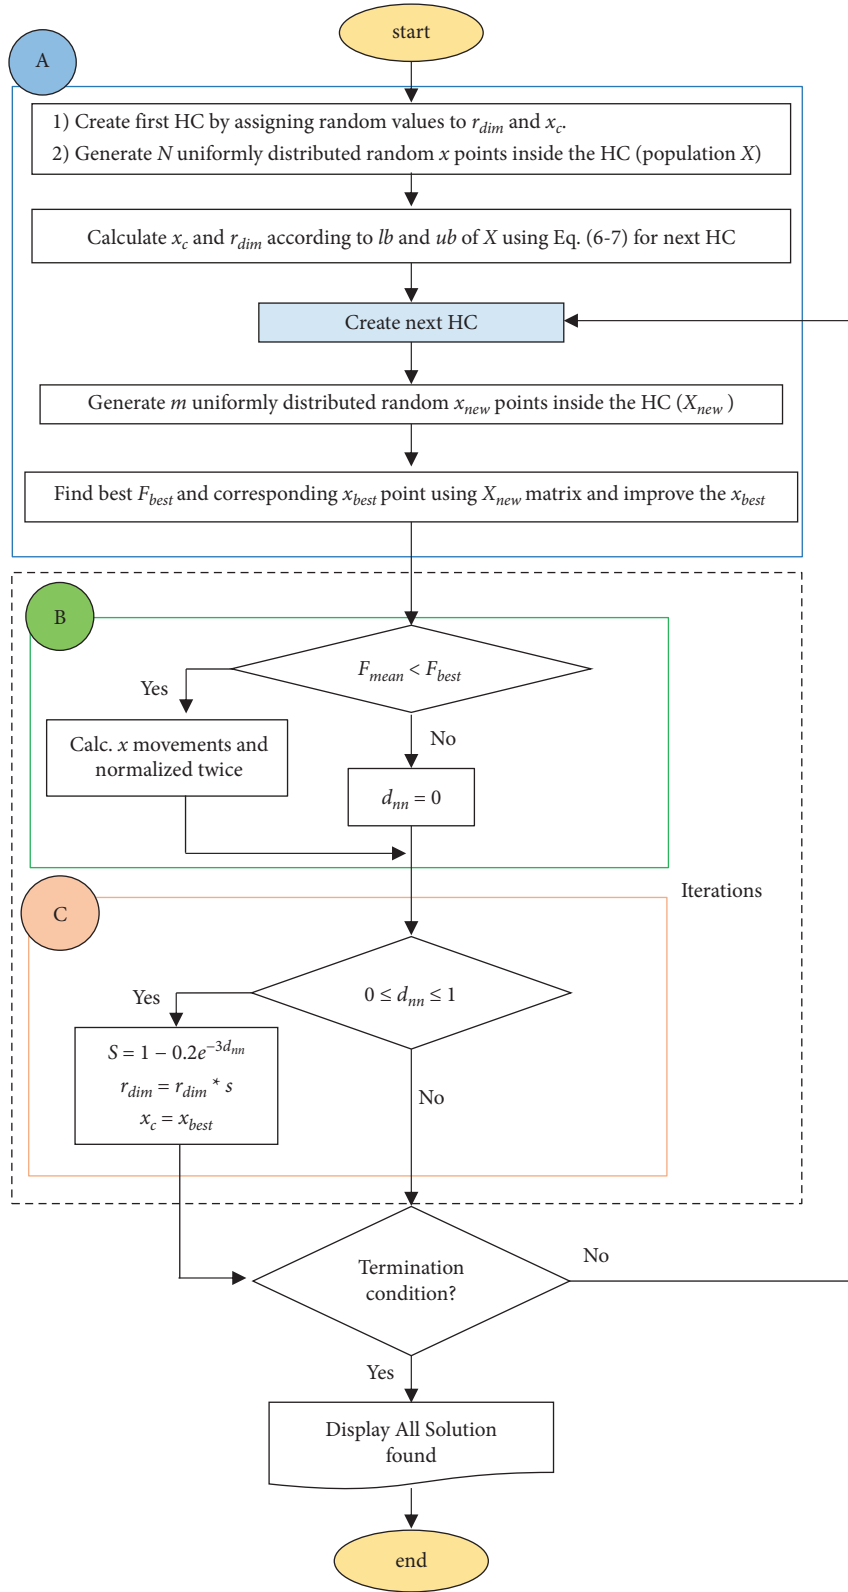 start
A
1) Create first HC by assigning random values to r_dim and x_c.
2) Generate N uniformly distributed random x points inside the HC (population X)
Calculate x_c and r_dim according to lb and ub of X using Eq. (6-7) for next HC
Create next HC
Generate m uniformly distributed random x_new points inside the HC (X_new )
Find best F_best and corresponding x_best point using X_new matrix and improve the x_best
B
F_mean < F_best
Yes
No
Calc. x movements and
normalized twice
d_nn = 0
Iterations
C
0 ≤ d_nn ≤ 1
Yes
No
S = 1 − 0.2e^{−3d_nn}
r_dim = r_dim * s
x_c = x_best
Termination
condition?
No
Yes
Display All Solution
found
end